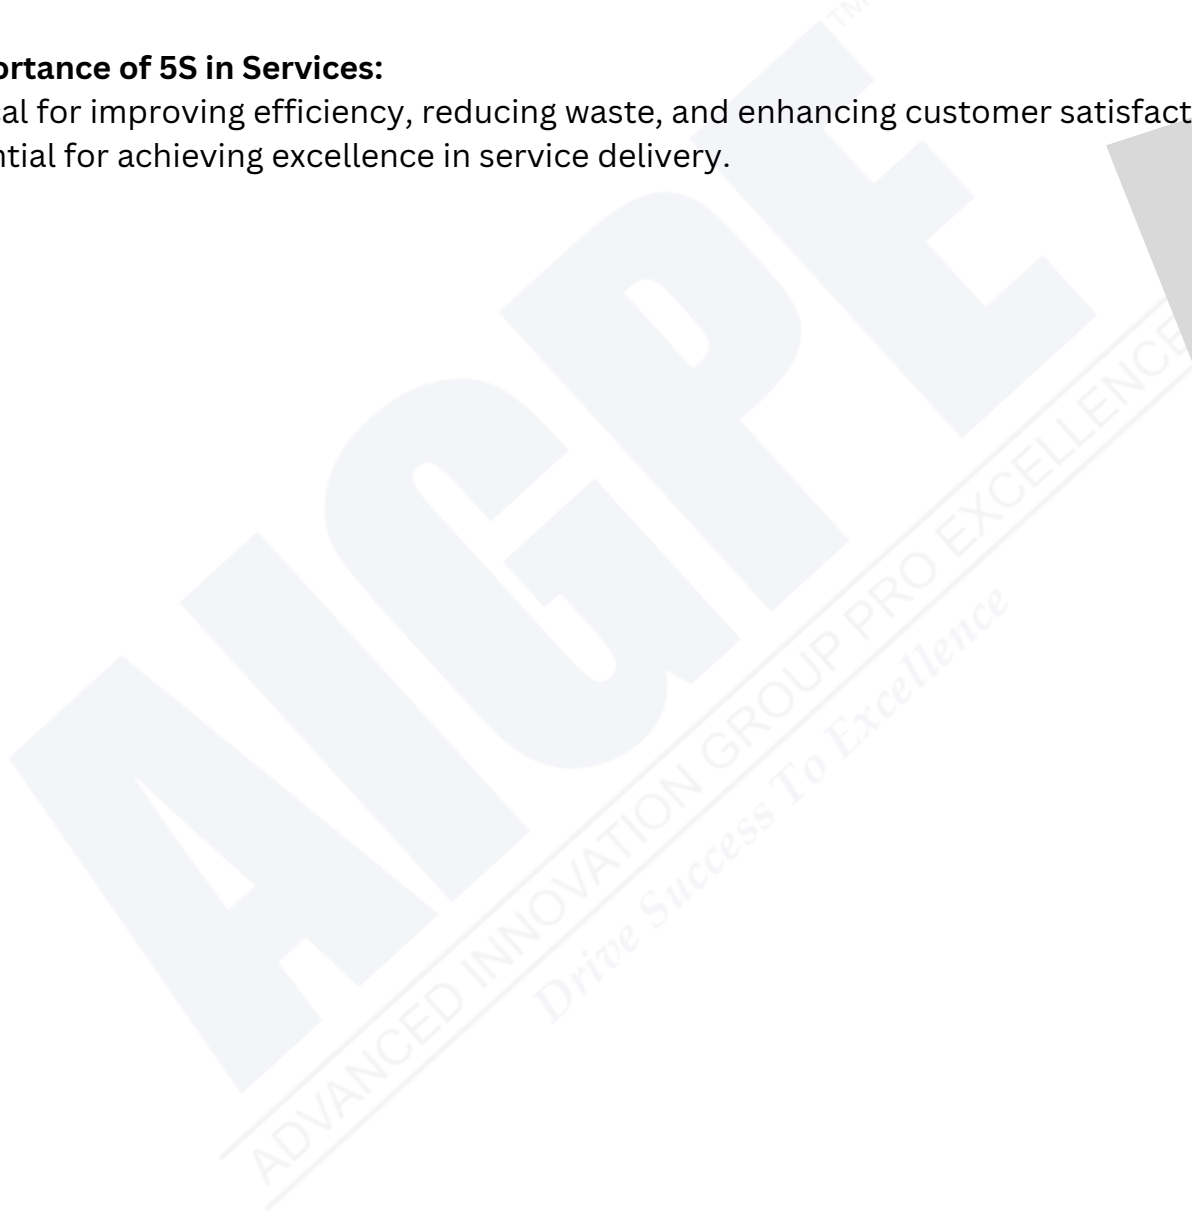 ortance of 5S in Services:
al for improving efficiency, reducing waste, and enhancing customer satisfact
ntial for achieving excellence in service delivery.
AIGPE™
ADVANCED INNOVATION GROUP PRO EXCELLENCE
Drive Success To Excellence